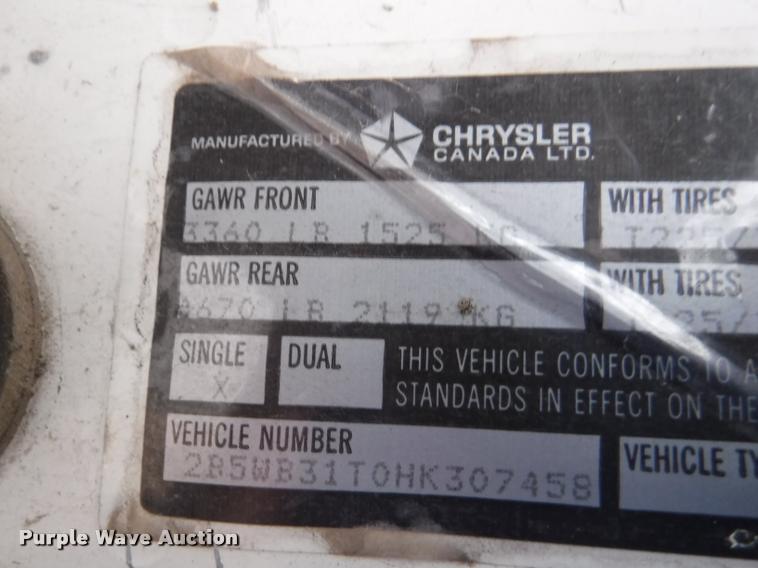 MANUFACTURED BY CHRYSLER
CANADA LTD.
GAWR FRONT WITH TIRES
3360 LB 1525 KG T225/
GAWR REAR WITH TIRES
4670 LB 2119 KG
SINGLE DUAL THIS VEHICLE CONFORMS TO
X STANDARDS IN EFFECT ON THE
VEHICLE NUMBER VEHICLE
2B5WB31T0HK307458
Purple Wave Auction